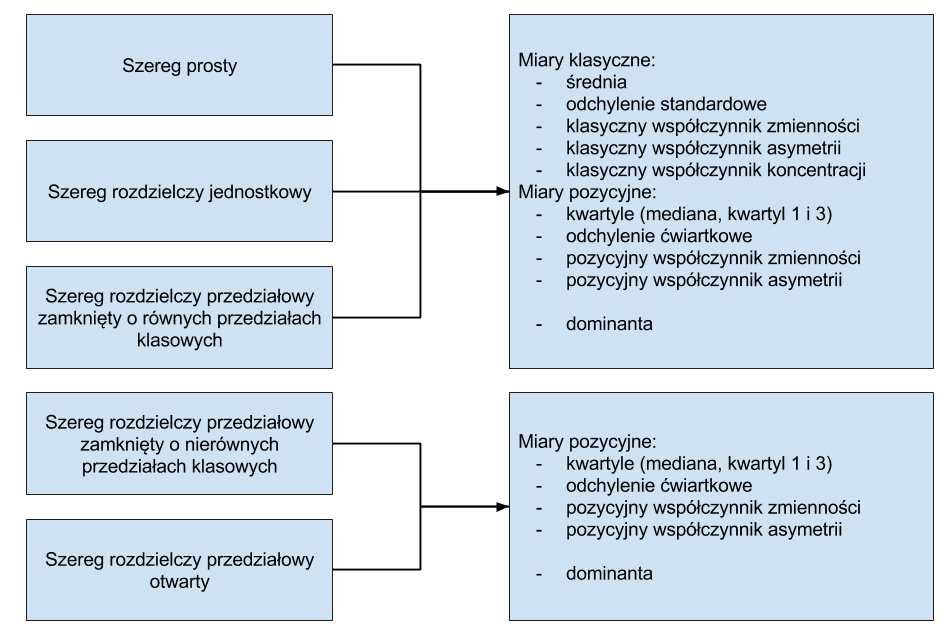 Szereg prosty
Szereg rozdzielczy jednostkowy
Szereg rozdzielczy przedziałowy
zamknięty o równych przedziałach
klasowych
Miary klasyczne:
- średnia
- odchylenie standardowe
- klasyczny współczynnik zmienności
- klasyczny współczynnik asymetrii
- klasyczny współczynnik koncentracji
Miary pozycyjne:
- kwartyle (mediana, kwartyl 1 i 3)
- odchylenie ćwiartkowe
- pozycyjny współczynnik zmienności
- pozycyjny współczynnik asymetrii
- dominanta
Szereg rozdzielczy przedziałowy
zamknięty o nierównych
przedziałach klasowych
Szereg rozdzielczy przedziałowy
otwarty
Miary pozycyjne:
- kwartyle (mediana, kwartyl 1 i 3)
- odchylenie ćwiartkowe
- pozycyjny współczynnik zmienności
- pozycyjny współczynnik asymetrii
- dominanta